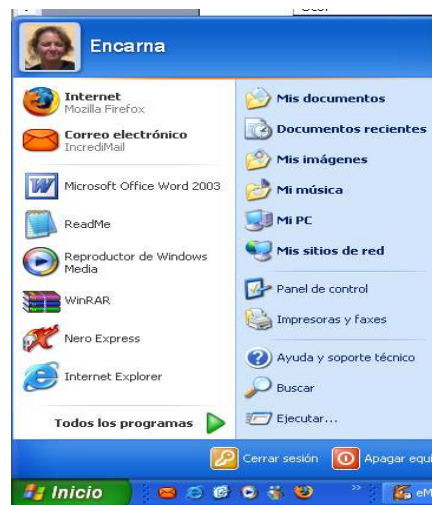 Encarna
Internet
Mozilla Firefox
Correo electrónico
IncrediMail
Microsoft Office Word 2003
ReadMe
Reproductor de Windows
Media
WinRAR
Nero Express
Internet Explorer
Todos los programas
Mis documentos
Documentos recientes
Mis imágenes
Mi música
Mi PC
Mis sitios de red
Panel de control
Impresoras y faxes
Ayuda y soporte técnico
Buscar
Ejecutar...
Cerrar sesión
Apagar equi
Inicio
eM